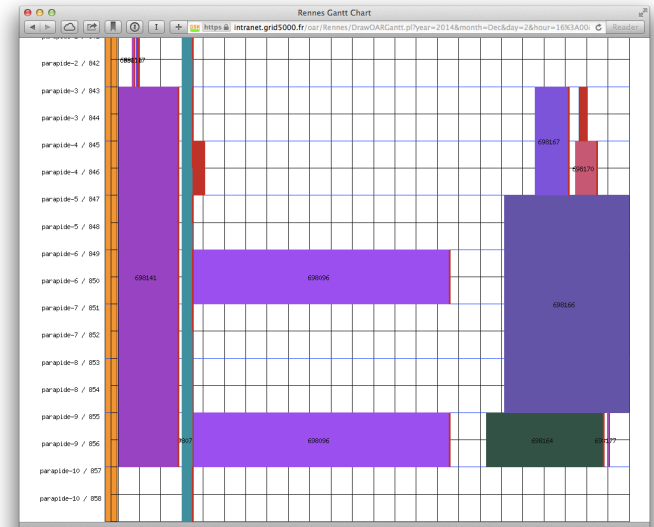 Rennes Gantt Chart
https intranet.grid5000.fr/oar/Rennes/DrawOARGantt.pl?year=2014&month=Dec&day=2&hour=16%3A00 Reader
parapide-2 / 842
parapide-3 / 843
parapide-3 / 844
parapide-4 / 845
parapide-4 / 846
parapide-5 / 847
parapide-5 / 848
parapide-6 / 849
parapide-6 / 850
parapide-7 / 851
parapide-7 / 852
parapide-8 / 853
parapide-8 / 854
parapide-9 / 855
parapide-9 / 856
parapide-10 / 857
parapide-10 / 858
698167
698170
698141
698096
698166
698096
698164